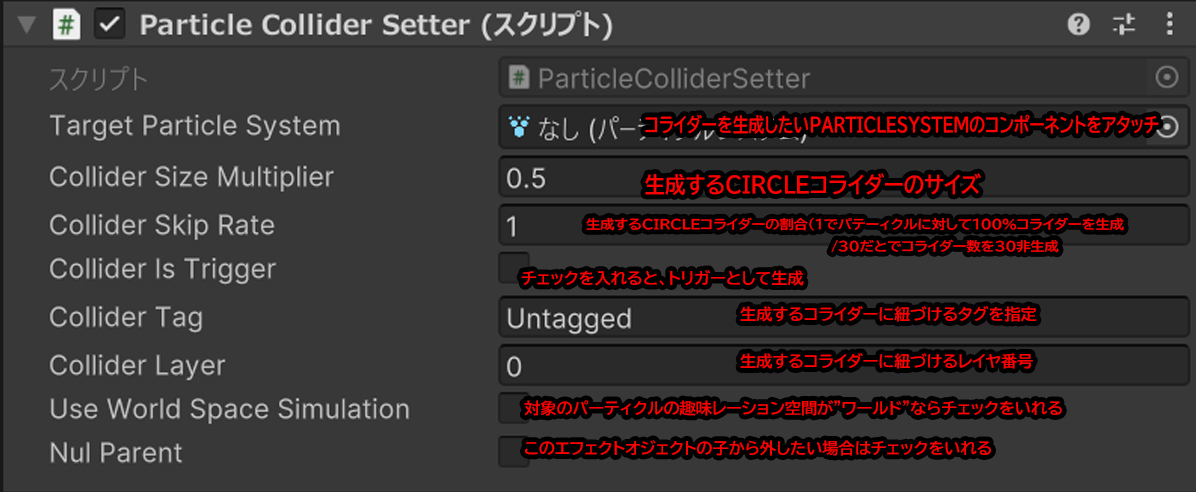 Particle Collider Setter (スクリプト)
スクリプト
ParticleColliderSetter
Target Particle System
なし (パーティクルシステム)
コライダーを生成したいPARTICLESYSTEMのコンポーネントをアタッチ
Collider Size Multiplier
0.5
生成するCIRCLEコライダーのサイズ
Collider Skip Rate
1
生成するCIRCLEコライダーの割合(1でパテーィクルに対して100%コライダーを生成
/30だとでコライダー数を30非生成
Collider Is Trigger
チェックを入れると、トリガーとして生成
Collider Tag
Untagged
生成するコライダーに紐づけるタグを指定
Collider Layer
0
生成するコライダーに紐づけるレイヤ番号
Use World Space Simulation
対象のパーティクルの趣味レーション空間が"ワールド"ならチェックをいれる
Nul Parent
このエフェクトオジェクトの子から外したい場合はチェックをいれる